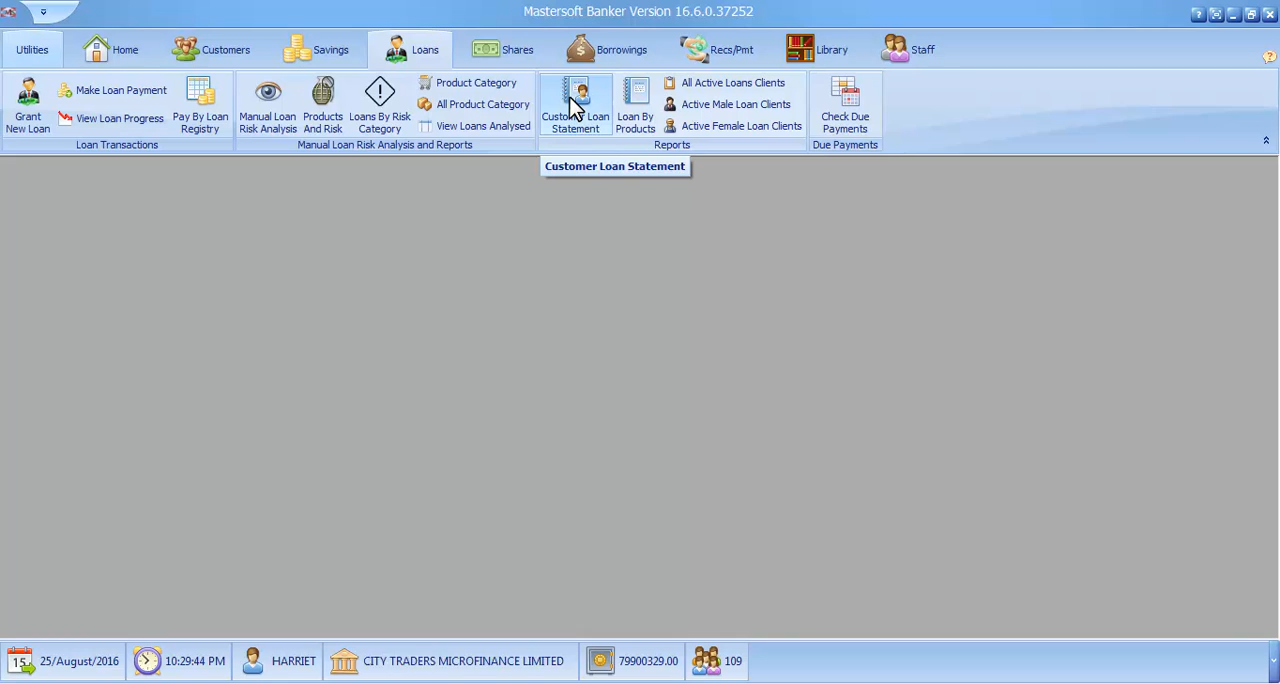 Mastersoft Banker Version 16.6.0.37252
Utilities Home Customers Savings Loans Shares Borrowings Recs/Pmt Library Staff
Grant New Loan
Make Loan Payment
View Loan Progress
Pay By Loan Registry
Loan Transactions
Manual Loan Risk Analysis
Products And Risk
Loans By Risk Category
Product Category
All Product Category
View Loans Analysed
Manual Loan Risk Analysis and Reports
Customer Loan Statement
Loan By Products
All Active Loans Clients
Active Male Loan Clients
Active Female Loan Clients
Reports
Check Due Payments
Due Payments
Customer Loan Statement
15 25/August/2016 10:29:44 PM HARRIET CITY TRADERS MICROFINANCE LIMITED 79900329.00 109